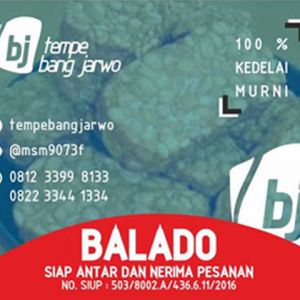 bj tempe
bang jarwo
100 %
KEDELAI
MURNI
tempebangjarwo
@msm9073f
0812 3399 8133
0822 3344 1334
bj
BALADO
SIAP ANTAR DAN NERIMA PESANAN
NO. SIUP : 503/8002.A/436.6.11/2016